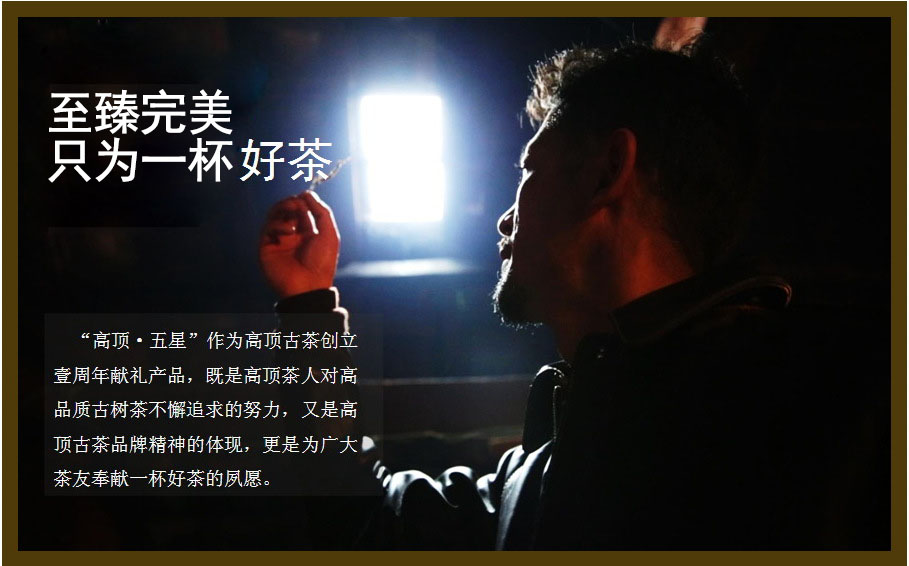 至臻完美
只为一杯好茶
“高顶·五星”作为高顶古茶创立
壹周年献礼产品，既是高顶茶人对高
品质古树茶不懈追求的努力，又是高
顶古茶品牌精神的体现，更是为广大
茶友奉献一杯好茶的夙愿。